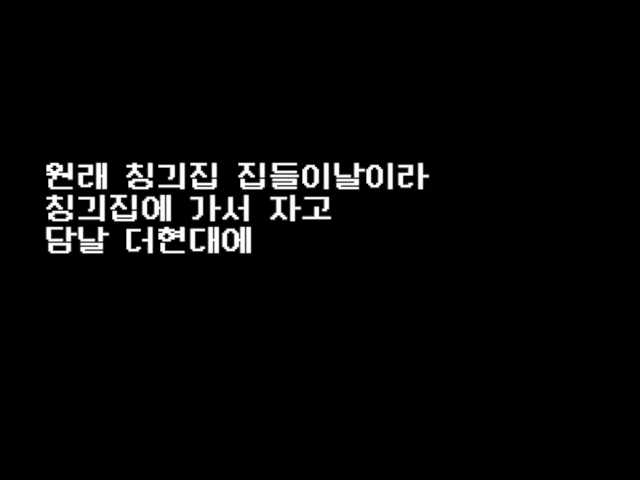 원래 칭긔집 집들이날이라
칭긔집에 가서 자고
담날 더현대에